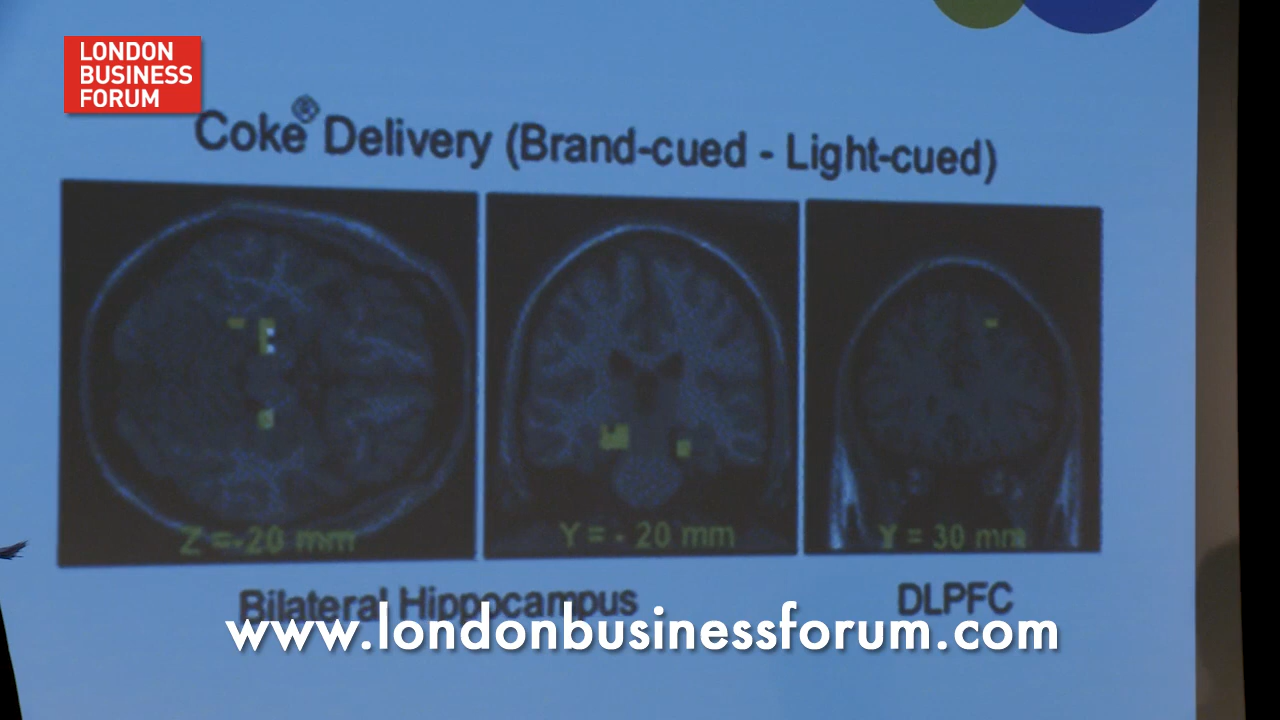 LONDON
BUSINESS
FORUM
Coke® Delivery (Brand-cued - Light-cued)
Z =-20 mm
Y = - 20 mm
Y = 30 mm
Bilateral Hippocampus
DLPFC
www.londonbusinessforum.com